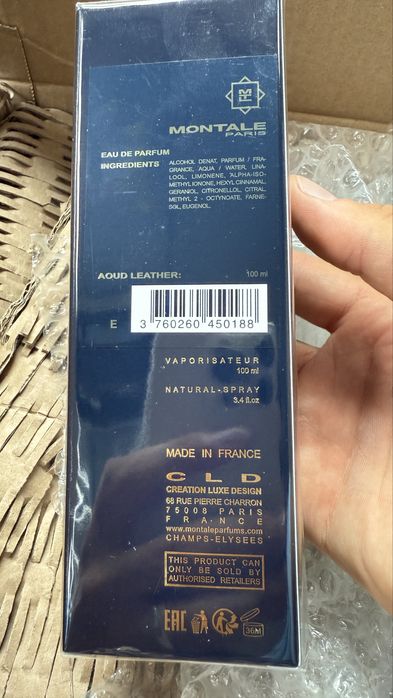 MONTALE
PARIS
EAU DE PARFUM
INGREDIENTS
ALCOHOL DENAT, PARFUM / FRA-
GRANCE, AQUA / WATER, LINA-
LOOL, LIMONENE, 'ALPHA-ISO-
METHYLIONONE, HEXYL CINNAMAL,
GERANIOL, CITRONELLOL, CITRAL,
METHYL 2 - OCTYNOATE, FARNE-
SOL, EUGENOL.
AOUD LEATHER: 100 ml
E 3 760260 450188
VAPORISATEUR
100 ml
NATURAL-SPRAY
3.4 fl.oz
MADE IN FRANCE
CLD
CREATION LUXE DESIGN
68 RUE PIERRE CHARRON
75008 PARIS
FRANCE
www.montaleparfums.com
CHAMPS-ELYSEES
THIS PRODUCT CAN
ONLY BE SOLD BY
AUTHORISED RETAILERS
EAC 36M